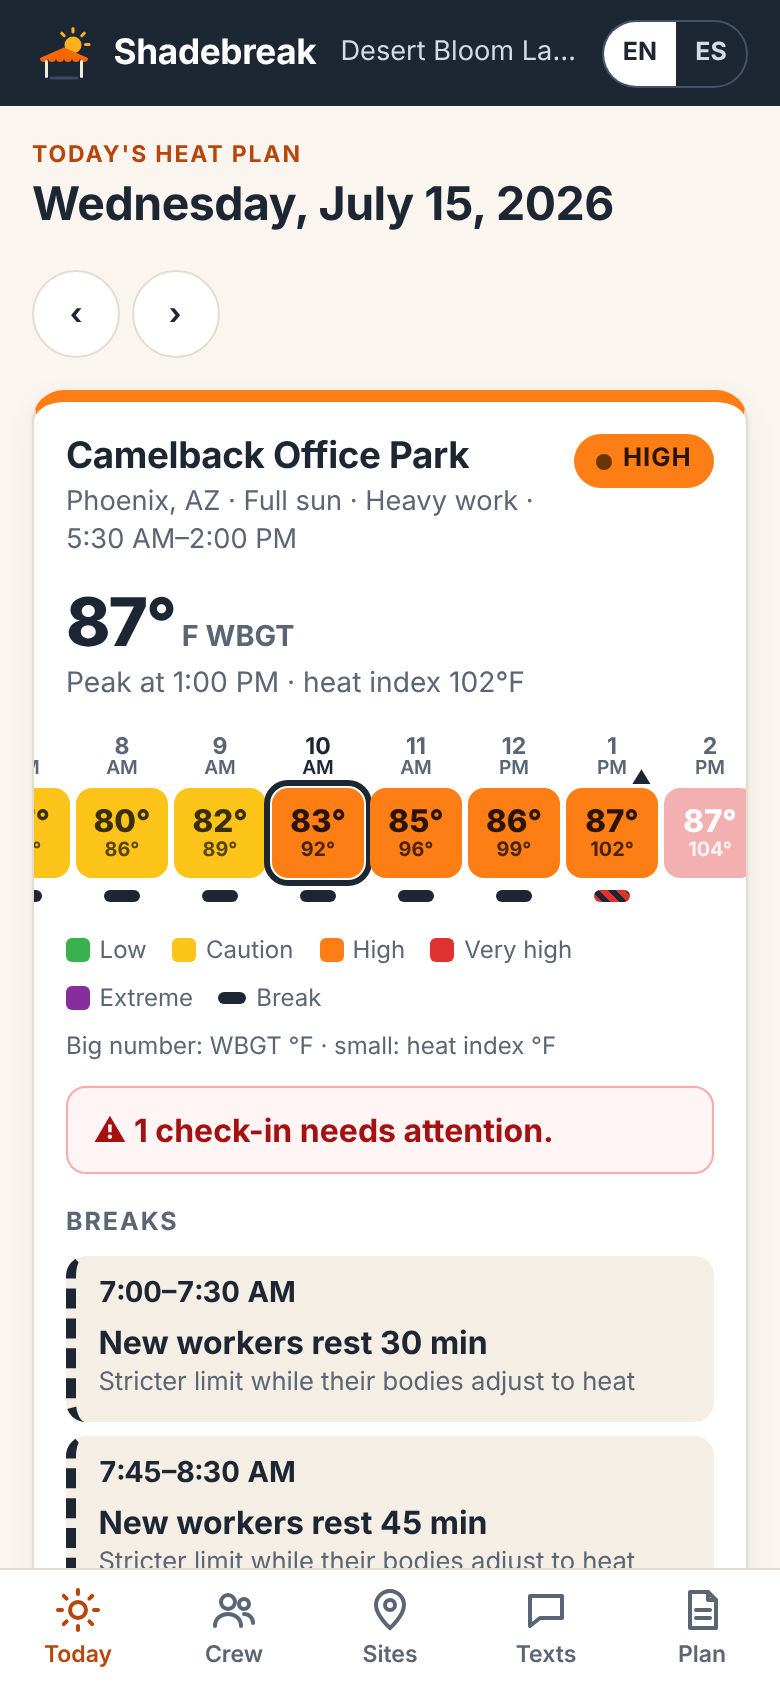 Shadebreak Desert Bloom La... EN ES
TODAY'S HEAT PLAN
Wednesday, July 15, 2026
‹ ›
Camelback Office Park
HIGH
Phoenix, AZ · Full sun · Heavy work ·
5:30 AM–2:00 PM
87° F WBGT
Peak at 1:00 PM · heat index 102°F
8 9 10 11 12 1 2
AM AM AM AM PM PM PM
80° 82° 83° 85° 86° 87° 87°
86° 89° 92° 96° 99° 102° 104°
Low Caution High Very high
Extreme Break
Big number: WBGT °F · small: heat index °F
1 check-in needs attention.
BREAKS
7:00–7:30 AM
New workers rest 30 min
Stricter limit while their bodies adjust to heat
7:45–8:30 AM
New workers rest 45 min
Stricter limit while their bodies adjust to heat
Today Crew Sites Texts Plan